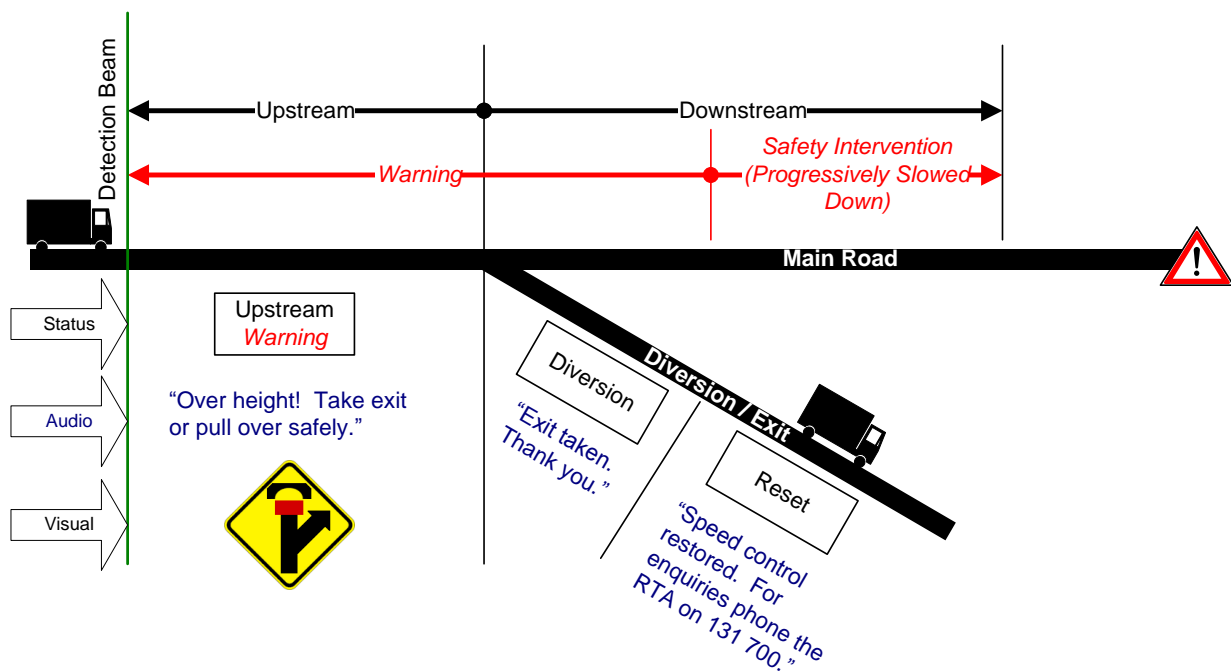 Detection Beam
Upstream
Downstream
Warning
Safety Intervention
(Progressively Slowed
Down)
Main Road
!
Status
Upstream
Warning
Audio
“Over height!  Take exit
or pull over safely.”
Visual
Diversion / Exit
Diversion
“Exit taken.
Thank you.”
Reset
“Speed control
restored.  For
enquiries phone the
RTA on 131 700.”